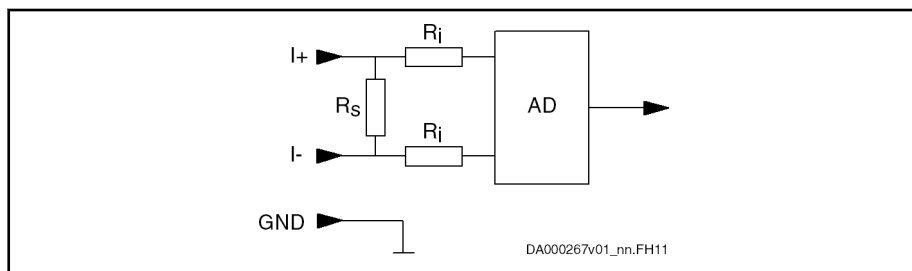 I+
Ri
RS
AD
I-
Ri
GND
DA000267v01_nn.FH11